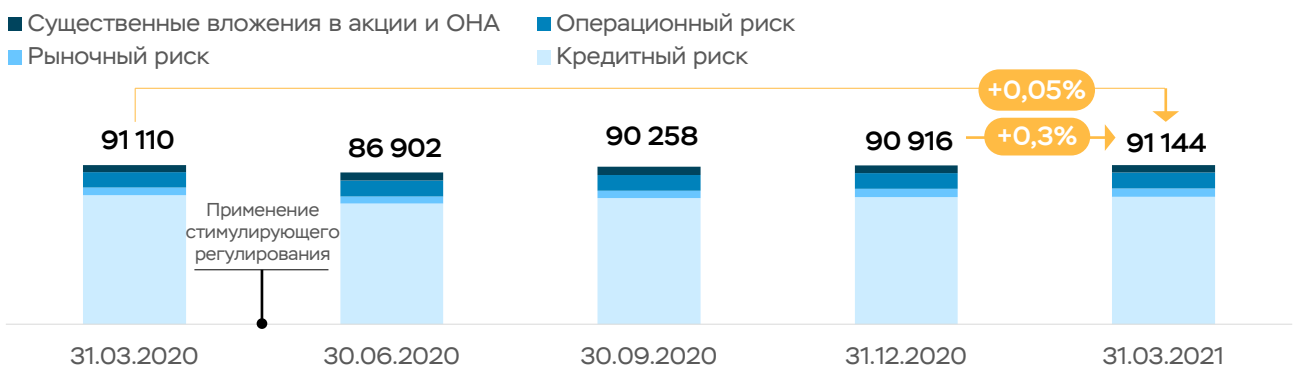 Существенные вложения в акции и ОНА
Операционный риск
Рыночный риск
Кредитный риск
+0,05%
91 110
86 902
90 258
90 916
+0,3%
91 144
Применение
стимулирующего
регулирования
31.03.2020
30.06.2020
30.09.2020
31.12.2020
31.03.2021